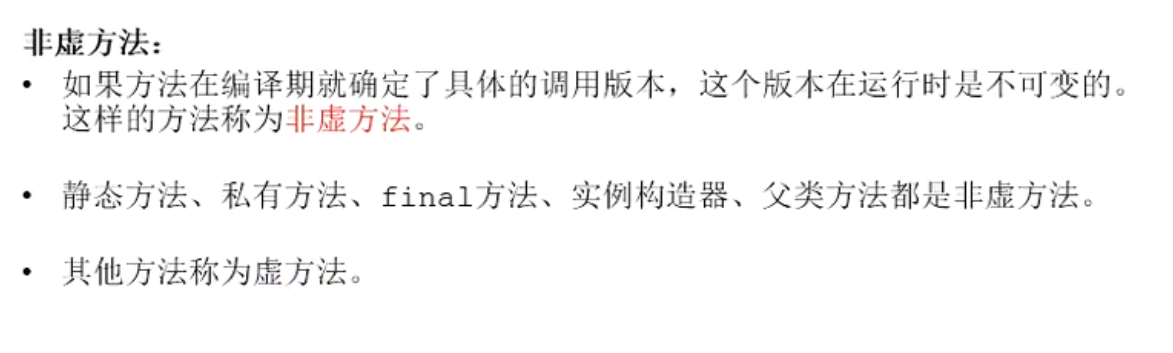 非虚方法：
• 如果方法在编译期就确定了具体的调用版本，这个版本在运行时是不可变的。
这样的方法称为非虚方法。
• 静态方法、私有方法、final方法、实例构造器、父类方法都是非虚方法。
• 其他方法称为虚方法。